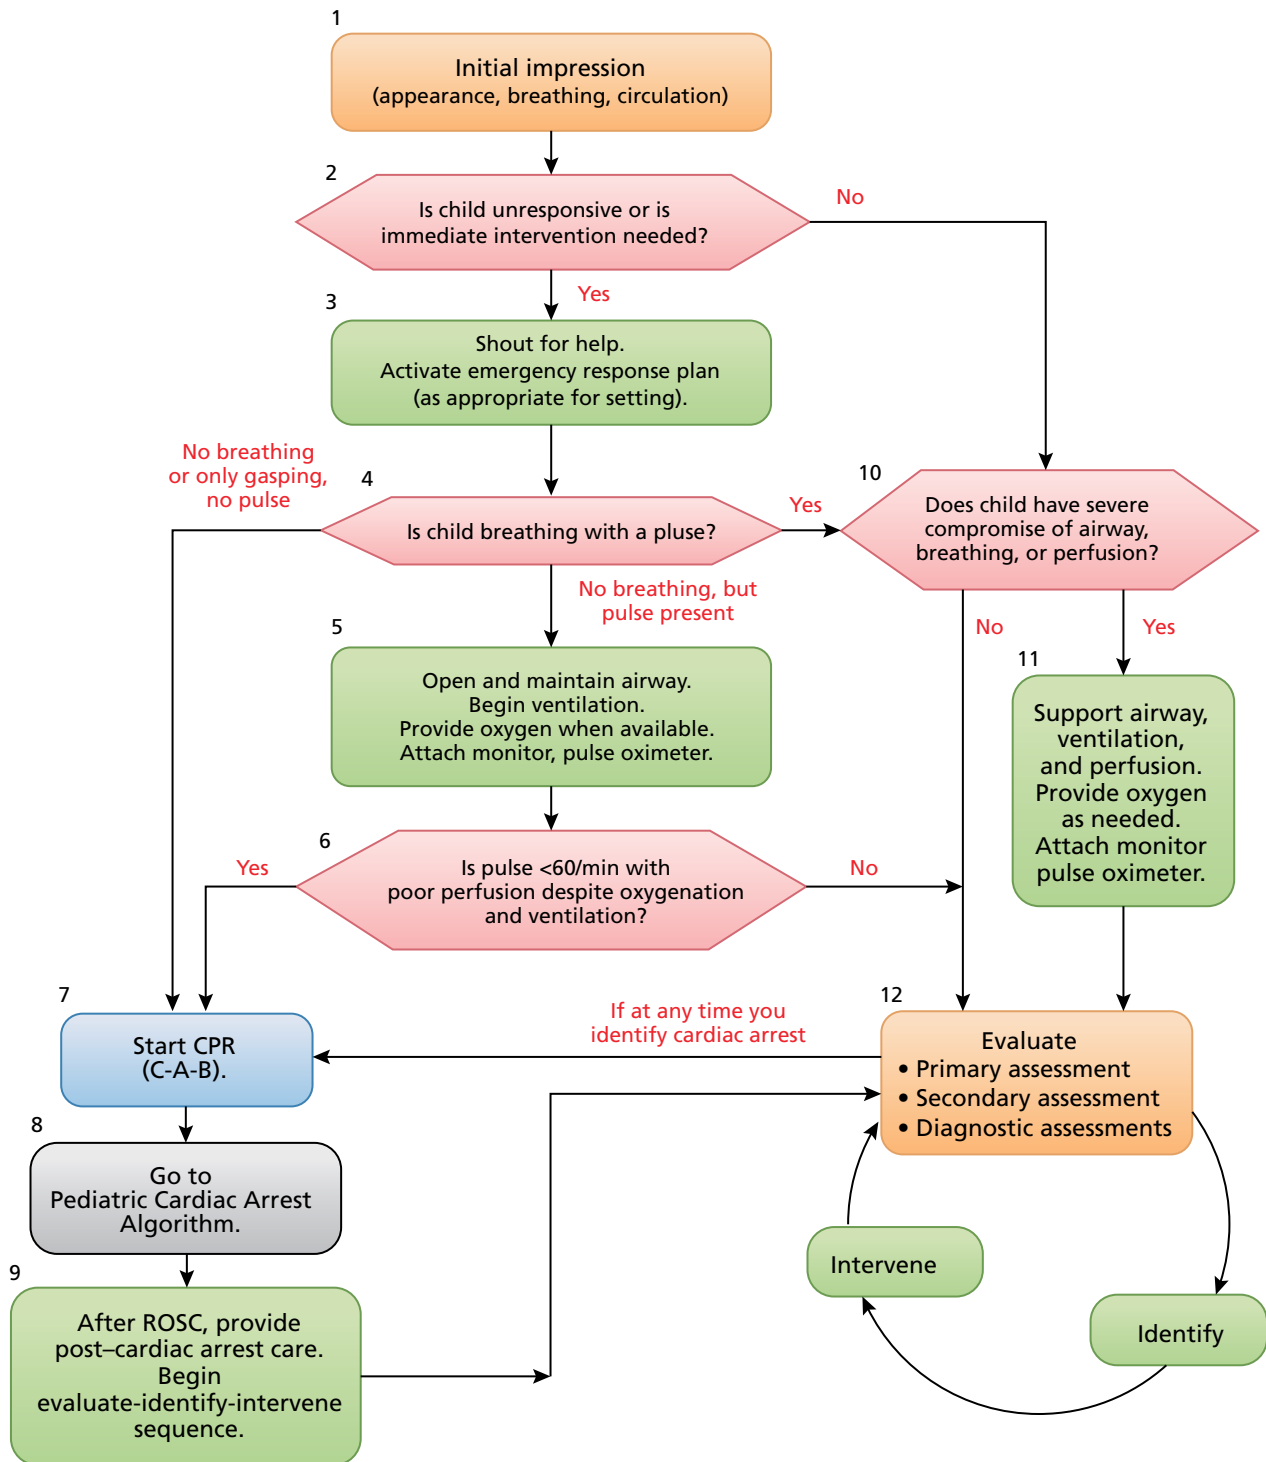 1
Initial impression
(appearance, breathing, circulation)
2
Is child unresponsive or is
immediate intervention needed?
No
Yes
3
Shout for help.
Activate emergency response plan
(as appropriate for setting).
No breathing
or only gasping,
no pulse
4
Is child breathing with a pluse?
Yes
10
Does child have severe
compromise of airway,
breathing, or perfusion?
No breathing, but
pulse present
No
Yes
5
Open and maintain airway.
Begin ventilation.
Provide oxygen when available.
Attach monitor, pulse oximeter.
11
Support airway,
ventilation,
and perfusion.
Provide oxygen
as needed.
Attach monitor
pulse oximeter.
6
Is pulse <60/min with
poor perfusion despite oxygenation
and ventilation?
Yes
No
7
Start CPR
(C-A-B).
If at any time you
identify cardiac arrest
12
Evaluate
• Primary assessment
• Secondary assessment
• Diagnostic assessments
8
Go to
Pediatric Cardiac Arrest
Algorithm.
9
After ROSC, provide
post–cardiac arrest care.
Begin
evaluate-identify-intervene
sequence.
Intervene
Identify